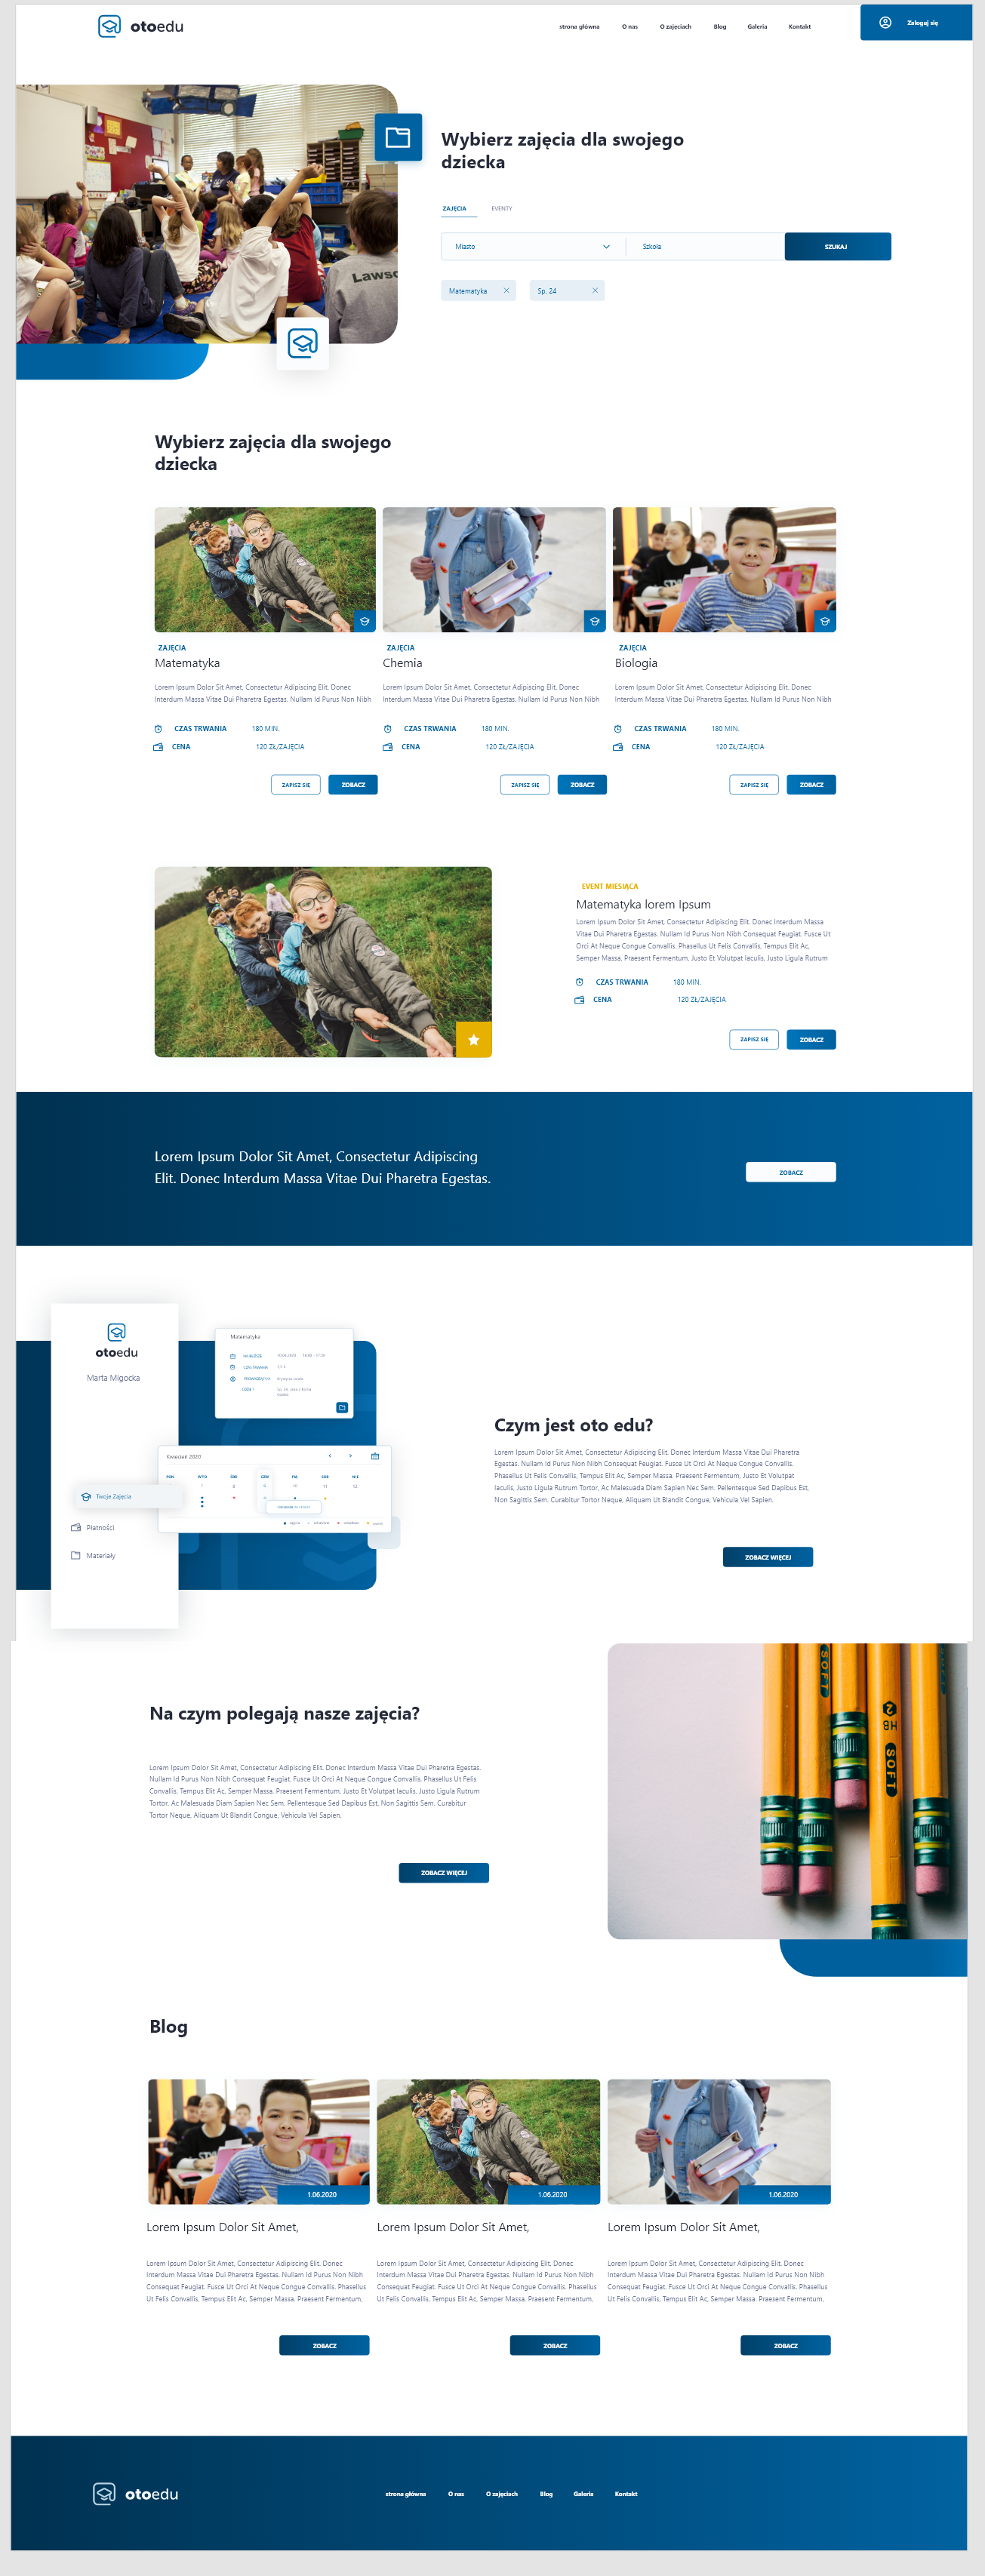 otoedu
strona główna O nas O zajęciach Blog Galeria Kontakt
Zaloguj się
Wybierz zajęcia dla swojego
dziecka
ZAJĘCIA EVENTY
Miasto Szkoła SZUKAJ
Matematyka Sp. 24
Wybierz zajęcia dla swojego
dziecka
ZAJĘCIA
Matematyka
Lorem Ipsum Dolor Sit Amet, Consectetur Adipiscing Elit. Donec
Interdum Massa Vitae Dui Pharetra Egestas. Nullam Id Purus Non Nibh
CZAS TRWANIA 180 MIN.
CENA 120 ZŁ/ZAJĘCIA
ZAPISZ SIĘ ZOBACZ
ZAJĘCIA
Chemia
Lorem Ipsum Dolor Sit Amet, Consectetur Adipiscing Elit. Donec
Interdum Massa Vitae Dui Pharetra Egestas. Nullam Id Purus Non Nibh
CZAS TRWANIA 180 MIN.
CENA 120 ZŁ/ZAJĘCIA
ZAPISZ SIĘ ZOBACZ
ZAJĘCIA
Biologia
Lorem Ipsum Dolor Sit Amet, Consectetur Adipiscing Elit. Donec
Interdum Massa Vitae Dui Pharetra Egestas. Nullam Id Purus Non Nibh
CZAS TRWANIA 180 MIN.
CENA 120 ZŁ/ZAJĘCIA
ZAPISZ SIĘ ZOBACZ
EVENT MIESIĄCA
Matematyka lorem Ipsum
Lorem Ipsum Dolor Sit Amet, Consectetur Adipiscing Elit. Donec Interdum Massa
Vitae Dui Pharetra Egestas. Nullam Id Purus Non Nibh Consequat Feugiat. Fusce Ut
Orci At Neque Congue Convallis. Phasellus Ut Felis Convallis, Tempus Elit Ac,
Semper Massa. Praesent Fermentum, Justo Et Volutpat Iaculis, Justo Ligula Rutrum
CZAS TRWANIA 180 MIN.
CENA 120 ZŁ/ZAJĘCIA
ZAPISZ SIĘ ZOBACZ
Lorem Ipsum Dolor Sit Amet, Consectetur Adipiscing
Elit. Donec Interdum Massa Vitae Dui Pharetra Egestas.
ZOBACZ
otoedu
Marta Migocka
Twoje Zajęcia
Płatności
Materiały
Matematyka
Kwiecień 2020
PON WTO ŚRO CZW PIĄ SOB NIE
7 8 9 10 11 12
Czym jest oto edu?
Lorem Ipsum Dolor Sit Amet, Consectetur Adipiscing Elit. Donec Interdum Massa Vitae Dui Pharetra
Egestas. Nullam Id Purus Non Nibh Consequat Feugiat. Fusce Ut Orci At Neque Congue Convallis.
Phasellus Ut Felis Convallis, Tempus Elit Ac, Semper Massa. Praesent Fermentum, Justo Et Volutpat
Iaculis, Justo Ligula Rutrum Tortor, Ac Malesuada Diam Sapien Nec Sem. Pellentesque Sed Dapibus Est,
Non Sagittis Sem. Curabitur Tortor Neque, Aliquam Ut Blandit Congue, Vehicula Vel Sapien.
ZOBACZ WIĘCEJ
Na czym polegają nasze zajęcia?
Lorem Ipsum Dolor Sit Amet, Consectetur Adipiscing Elit. Donec Interdum Massa Vitae Dui Pharetra Egestas.
Nullam Id Purus Non Nibh Consequat Feugiat. Fusce Ut Orci At Neque Congue Convallis. Phasellus Ut Felis
Convallis, Tempus Elit Ac, Semper Massa. Praesent Fermentum, Justo Et Volutpat Iaculis, Justo Ligula Rutrum
Tortor, Ac Malesuada Diam Sapien Nec Sem. Pellentesque Sed Dapibus Est, Non Sagittis Sem. Curabitur
Tortor Neque, Aliquam Ut Blandit Congue, Vehicula Vel Sapien.
ZOBACZ WIĘCEJ
SOFT
2
HB
SOFT
Blog
1.06.2020
Lorem Ipsum Dolor Sit Amet,
Lorem Ipsum Dolor Sit Amet, Consectetur Adipiscing Elit. Donec
Interdum Massa Vitae Dui Pharetra Egestas. Nullam Id Purus Non Nibh
Consequat Feugiat. Fusce Ut Orci At Neque Congue Convallis. Phasellus
Ut Felis Convallis, Tempus Elit Ac, Semper Massa. Praesent Fermentum,
ZOBACZ
1.06.2020
Lorem Ipsum Dolor Sit Amet,
Lorem Ipsum Dolor Sit Amet, Consectetur Adipiscing Elit. Donec
Interdum Massa Vitae Dui Pharetra Egestas. Nullam Id Purus Non Nibh
Consequat Feugiat. Fusce Ut Orci At Neque Congue Convallis. Phasellus
Ut Felis Convallis, Tempus Elit Ac, Semper Massa. Praesent Fermentum,
ZOBACZ
1.06.2020
Lorem Ipsum Dolor Sit Amet,
Lorem Ipsum Dolor Sit Amet, Consectetur Adipiscing Elit. Donec
Interdum Massa Vitae Dui Pharetra Egestas. Nullam Id Purus Non Nibh
Consequat Feugiat. Fusce Ut Orci At Neque Congue Convallis. Phasellus
Ut Felis Convallis, Tempus Elit Ac, Semper Massa. Praesent Fermentum,
ZOBACZ
otoedu
strona główna O nas O zajęciach Blog Galeria Kontakt